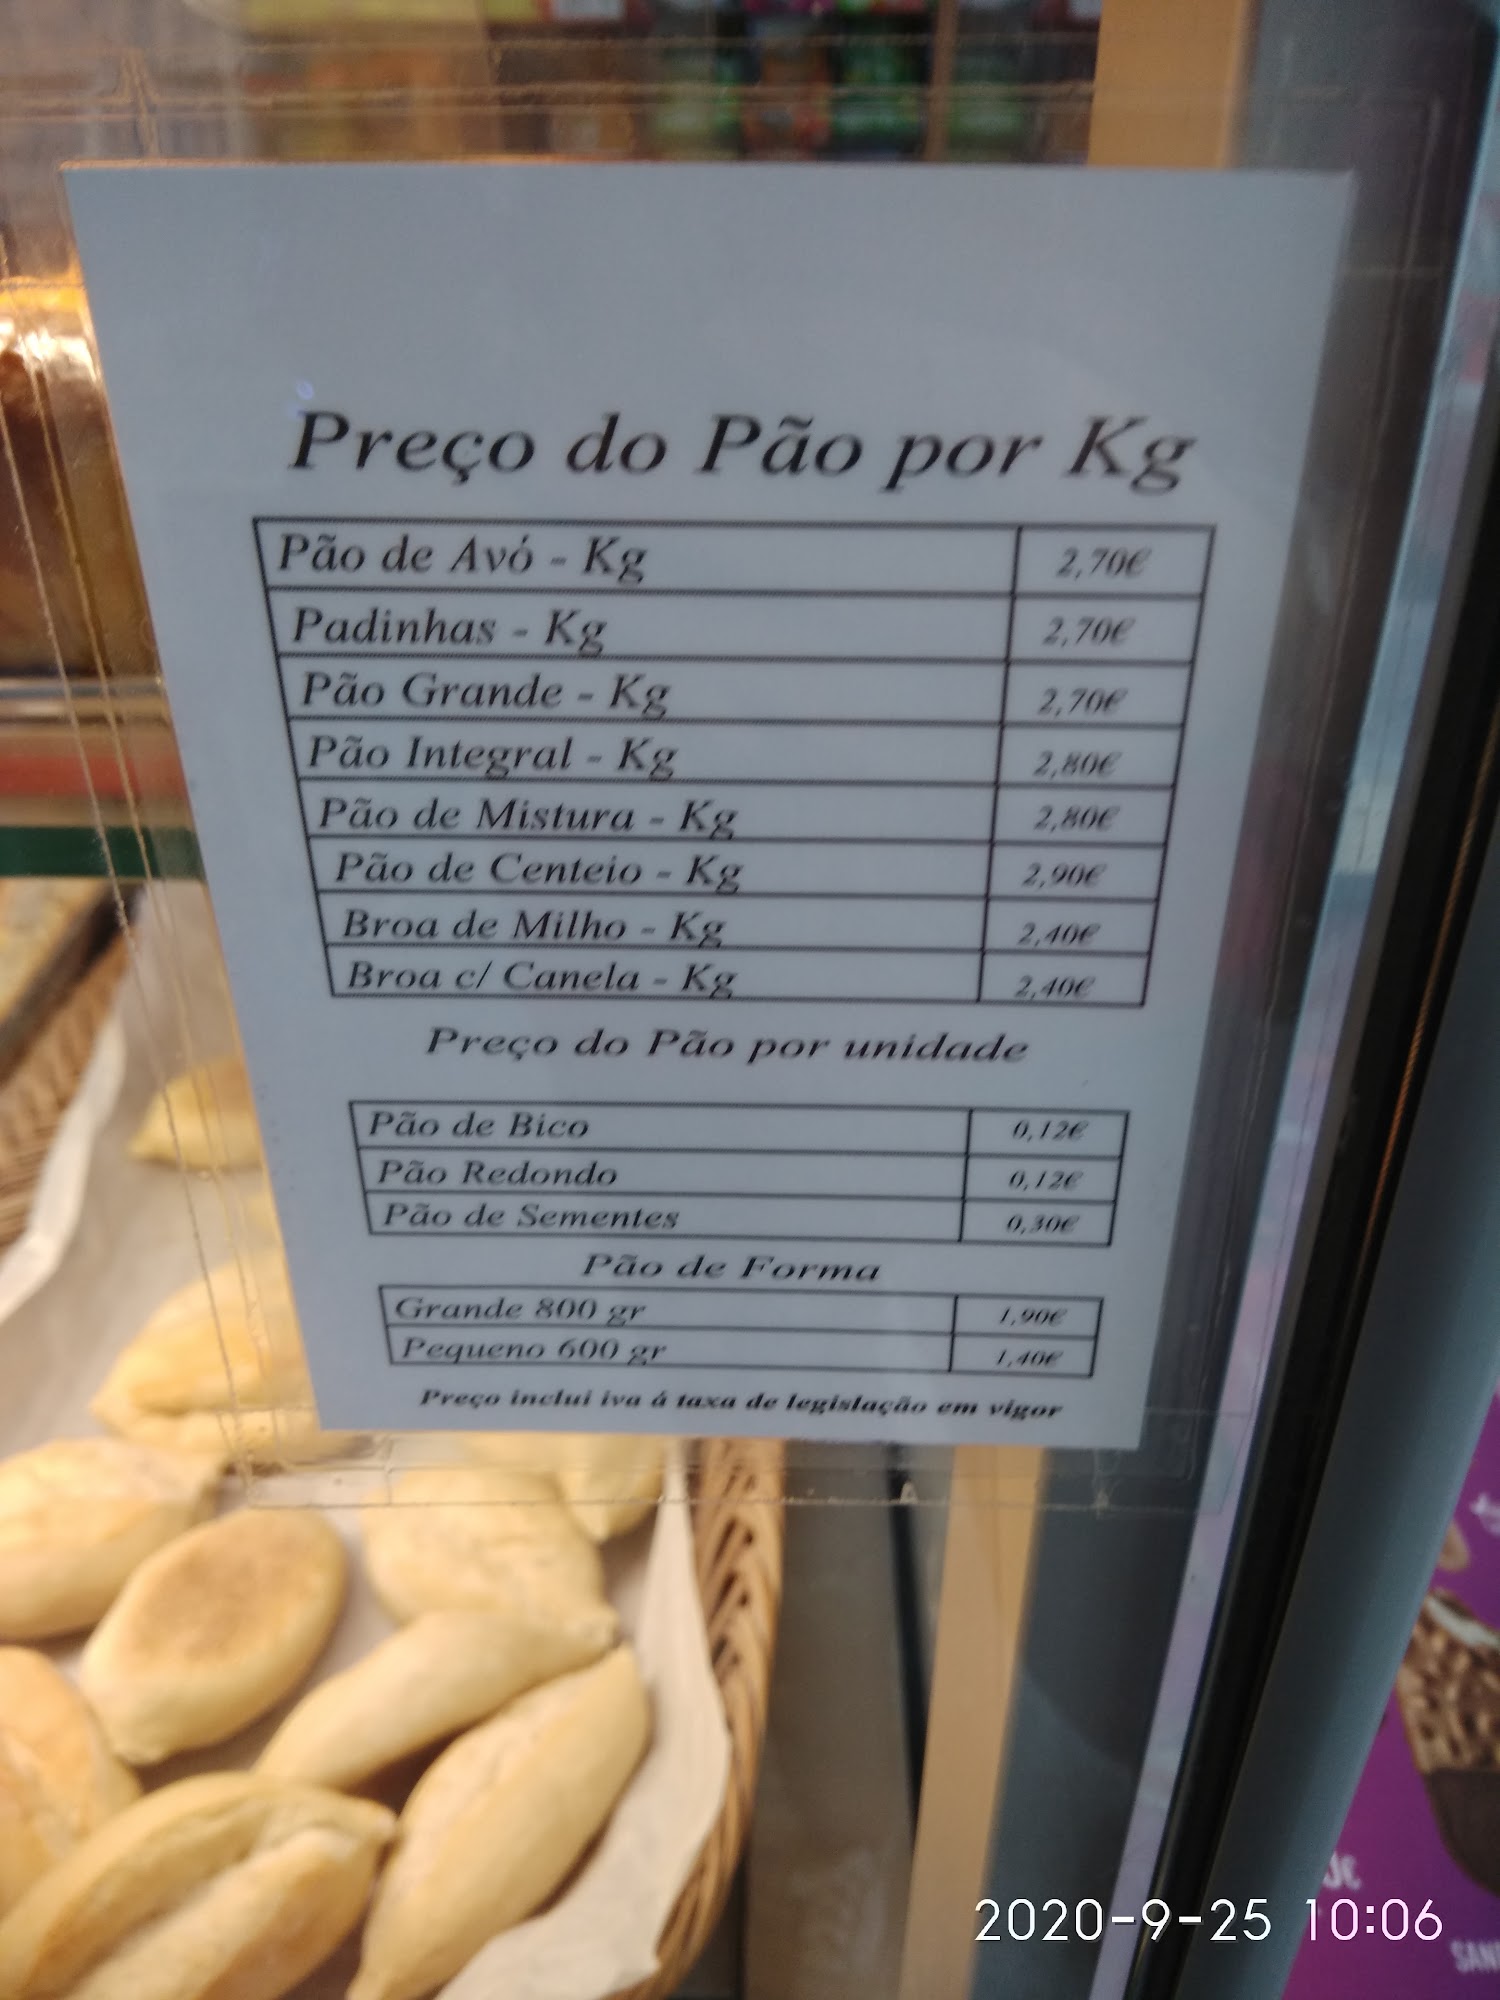 Preço do Pão por Kg
Pão de Avó - Kg 2,70€
Padinhas - Kg 2,70€
Pão Grande - Kg 2,70€
Pão Integral - Kg 2,80€
Pão de Mistura - Kg 2,80€
Pão de Centeio - Kg 2,90€
Broa de Milho - Kg 2,40€
Broa c/ Canela - Kg 2,40€
Preço do Pão por unidade
Pão de Bico 0,12€
Pão Redondo 0,12€
Pão de Sementes 0,30€
Pão de Forma
Grande 800 gr 1,90€
Pequeno 600 gr 1,40€
Preço inclui iva á taxa de legislação em vigor
2020-9-25 10:06